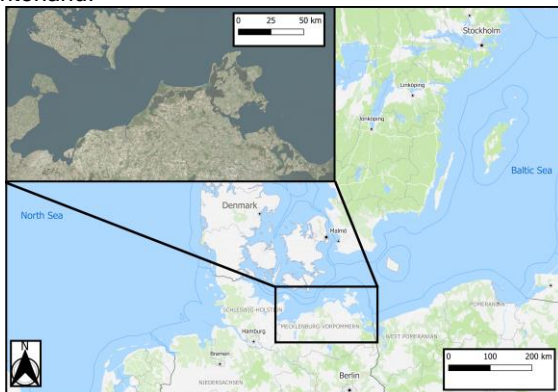 0 25 50 km
Stockholm
Linköping
Jönköping
Baltic Sea
North Sea
Denmark
Malmö
SCHLESWIG-HOLSTEIN
MECKLENBURG VORPOMMERN
POMERANIA
WEST POMERANIAN
Hamburg
Bremen
NIEDERSACHSEN
Berlin
0 100 200 km
N